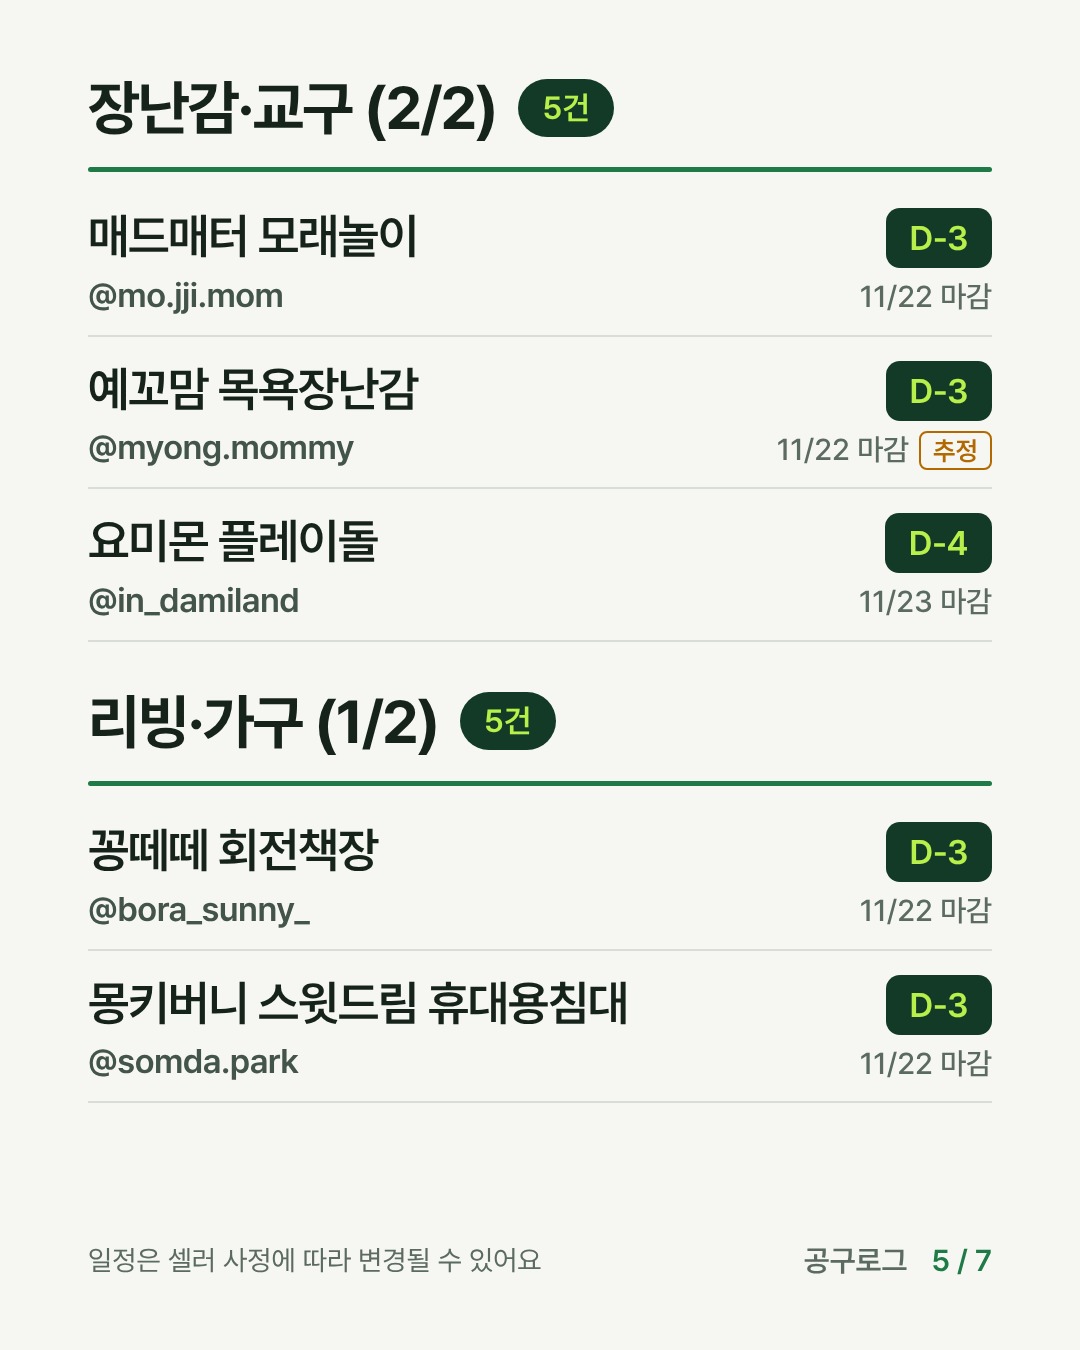 장난감·교구 (2/2) 5건
매드매터 모래놀이 D-3
@mo.jji.mom 11/22 마감
예꼬맘 목욕장난감 D-3
@myong.mommy 11/22 마감 추정
요미몬 플레이돌 D-4
@in_damiland 11/23 마감
리빙·가구 (1/2) 5건
꽁떼떼 회전책장 D-3
@bora_sunny_ 11/22 마감
몽키버니 스윗드림 휴대용침대 D-3
@somda.park 11/22 마감
일정은 셀러 사정에 따라 변경될 수 있어요 공구로그 5 / 7